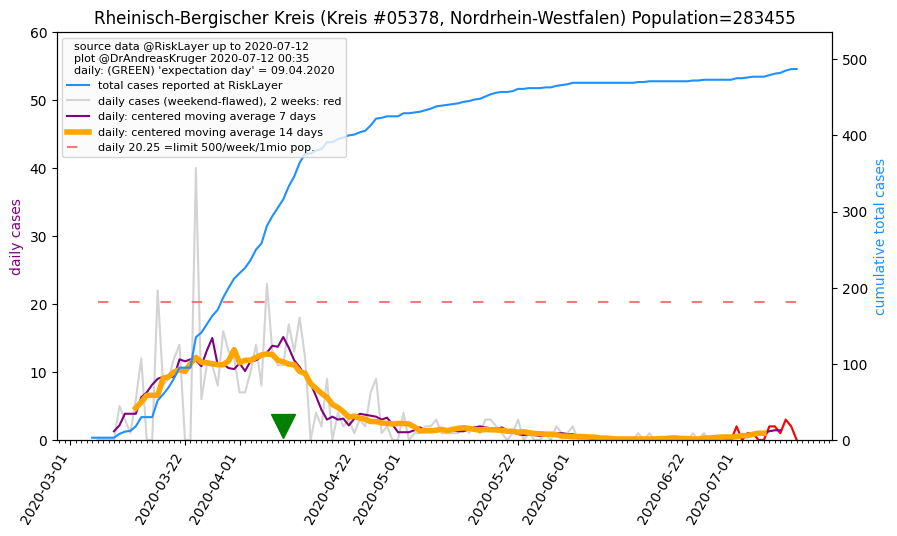 Rheinisch-Bergischer Kreis (Kreis #05378, Nordrhein-Westfalen) Population=283455
source data @RiskLayer up to 2020-07-12
plot @DrAndreasKruger 2020-07-12 00:35
daily: (GREEN) 'expectation day' = 09.04.2020
total cases reported at RiskLayer
daily cases (weekend-flawed), 2 weeks: red
daily: centered moving average 7 days
daily: centered moving average 14 days
daily 20.25 =limit 500/week/1mio pop.
daily cases
60
50
40
30
20
10
0
cumulative total cases
500
400
300
200
100
0
2020-03-01
2020-03-22
2020-04-01
2020-04-22
2020-05-01
2020-05-22
2020-06-01
2020-06-22
2020-07-01